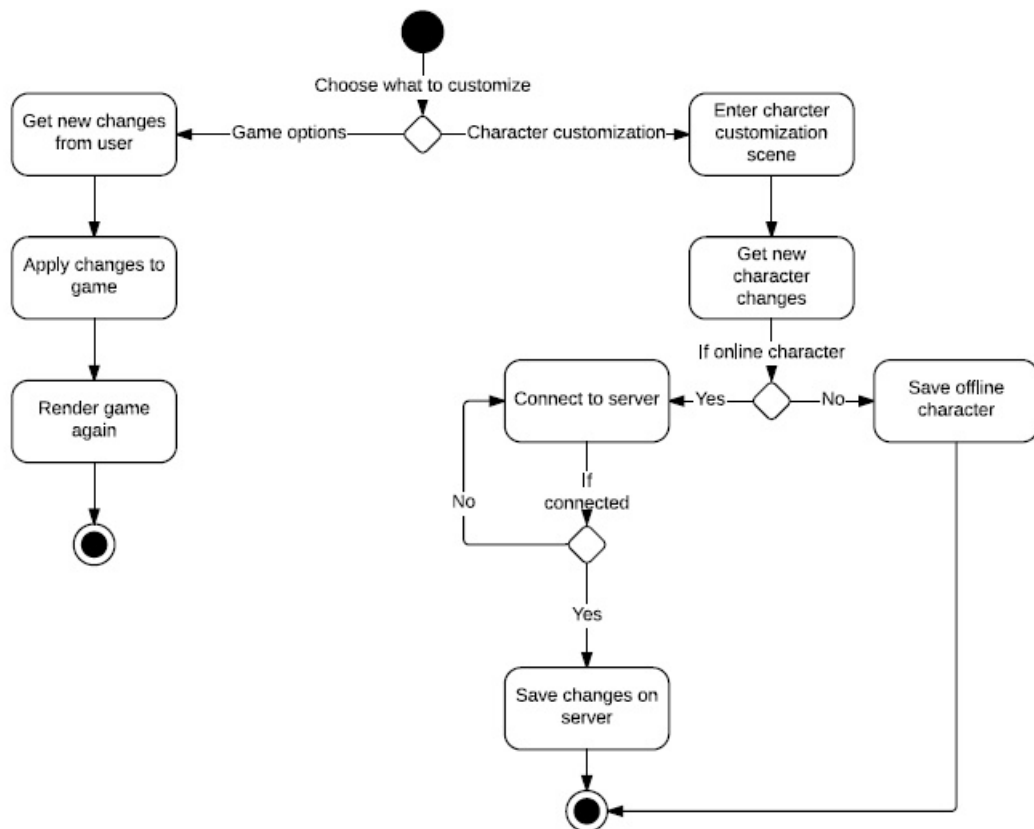 Choose what to customize
Get new changes
from user
Game options
Character customization
Enter charcter
customization
scene
Apply changes to
game
Get new
character
changes
Render game
again
If online character
Connect to server
Yes
No
Save offline
character
If
connected
No
Yes
Save changes on
server